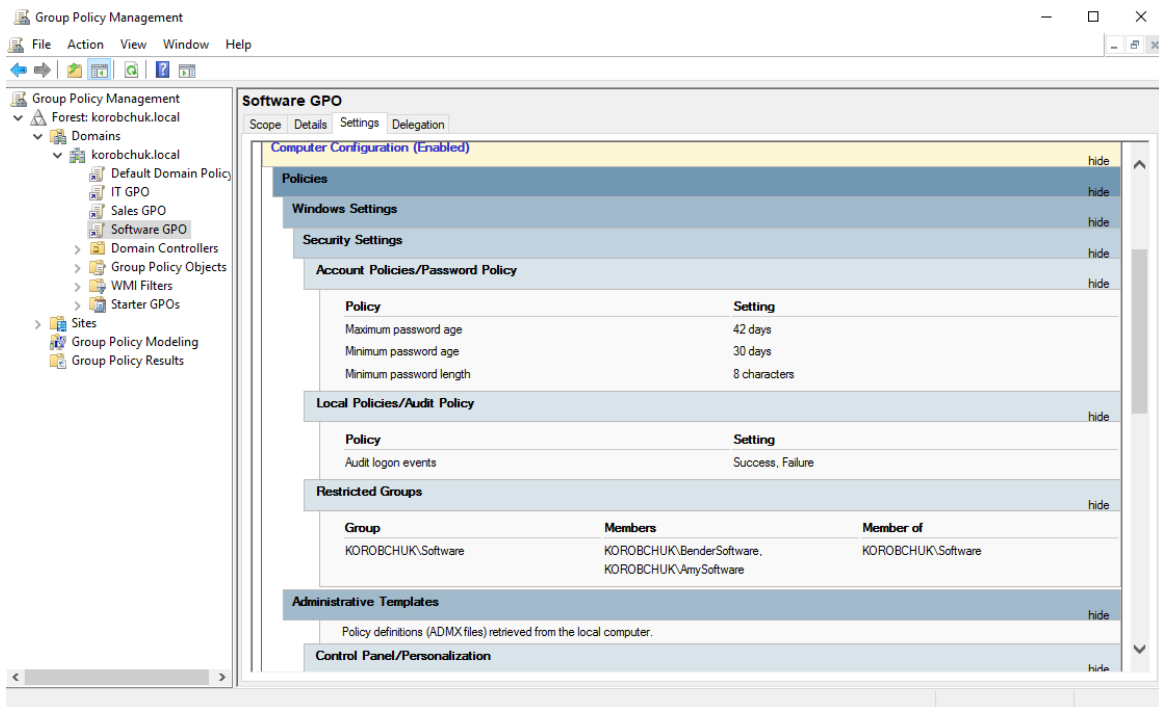 Group Policy Management
File Action View Window Help
Group Policy Management
Forest: korobchuk.local
Domains
korobchuk.local
Default Domain Policy
IT GPO
Sales GPO
Software GPO
Domain Controllers
Group Policy Objects
WMI Filters
Starter GPOs
Sites
Group Policy Modeling
Group Policy Results
Software GPO
Scope Details Settings Delegation
Computer Configuration (Enabled)
hide
Policies
hide
Windows Settings
hide
Security Settings
hide
Account Policies/Password Policy
hide
Policy Setting
Maximum password age 42 days
Minimum password age 30 days
Minimum password length 8 characters
Local Policies/Audit Policy
hide
Policy Setting
Audit logon events Success, Failure
Restricted Groups
hide
Group Members Member of
KOROBCHUK\Software KOROBCHUK\BenderSoftware, KOROBCHUK\Software
KOROBCHUK\AmySoftware
Administrative Templates
hide
Policy definitions (ADMX files) retrieved from the local computer.
Control Panel/Personalization
hide